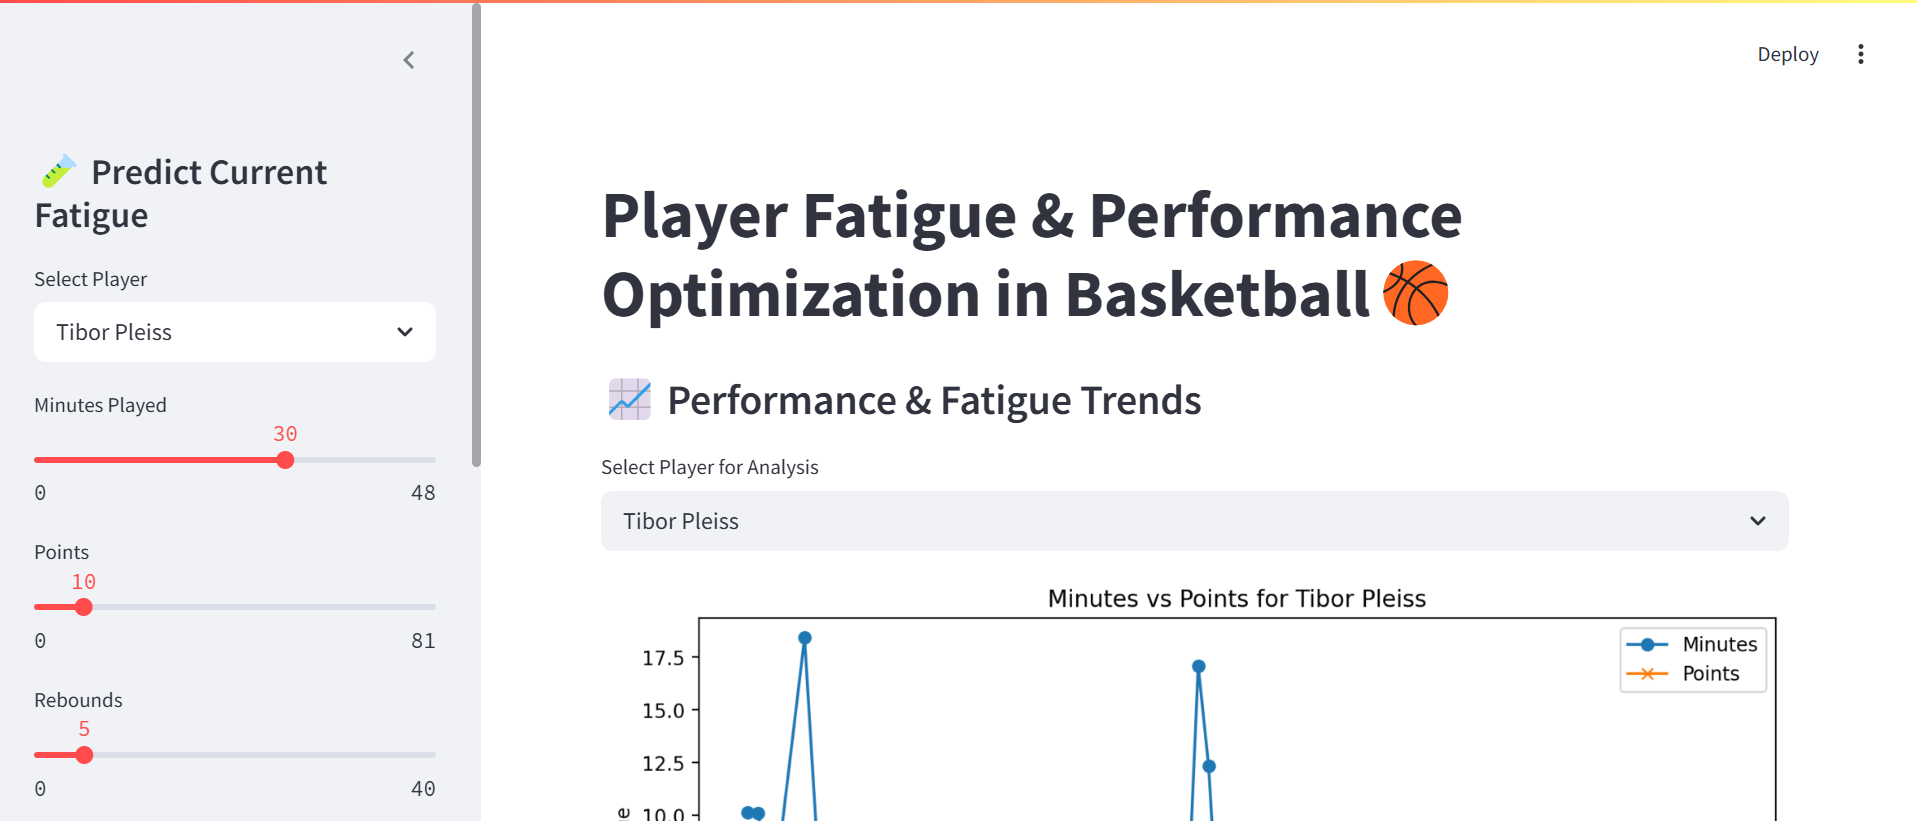 Deploy
Predict Current
Fatigue
Select Player
Tibor Pleiss
Minutes Played
30
0 48
Points
10
0 81
Rebounds
5
0 40
Player Fatigue & Performance
Optimization in Basketball
Performance & Fatigue Trends
Select Player for Analysis
Tibor Pleiss
Minutes vs Points for Tibor Pleiss
Minutes
Points
17.5
15.0
12.5
10.0